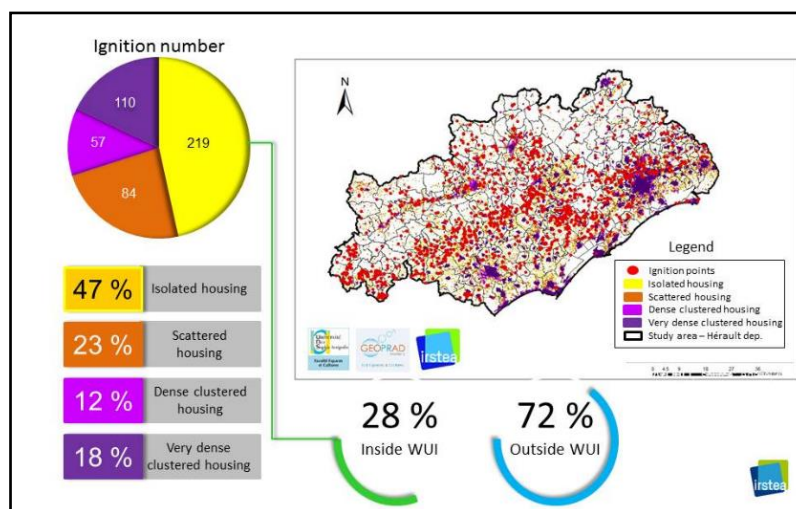 Ignition number
110
57
219
84
47 %
Isolated housing
23 %
Scattered
housing
12 %
Dense clustered
housing
18 %
Very dense
clustered housing
N
Legend
Ignition points
Isolated housing
Scattered housing
Dense clustered housing
Very dense clustered housing
Study area – Hérault dep.
GEOPRAD
irstea
28 %
Inside WUI
72 %
Outside WUI
irstea